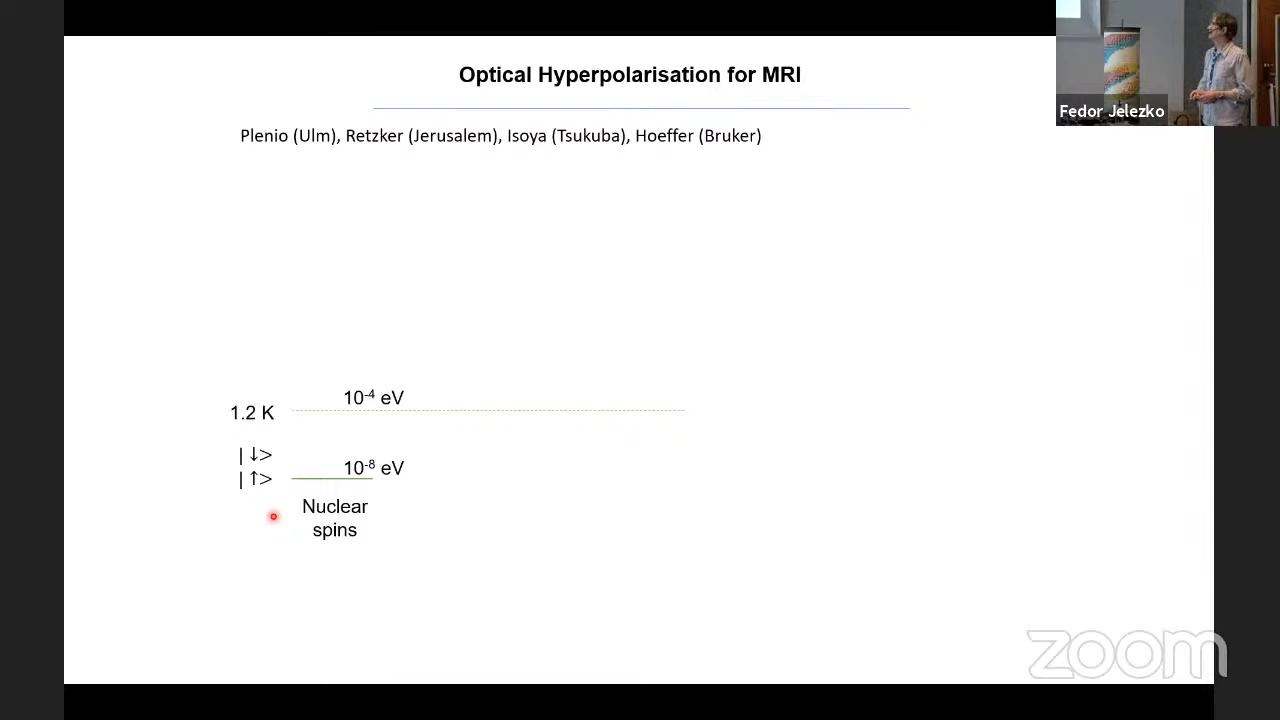 Optical Hyperpolarisation for MRI
Fedor Jelezko
Plenio (Ulm), Retzker (Jerusalem), Isoya (Tsukuba), Hoeffer (Bruker)
10⁻⁴ eV
1.2 K
|↓>
10⁻⁸ eV
|↑>
Nuclear
spins
zoom